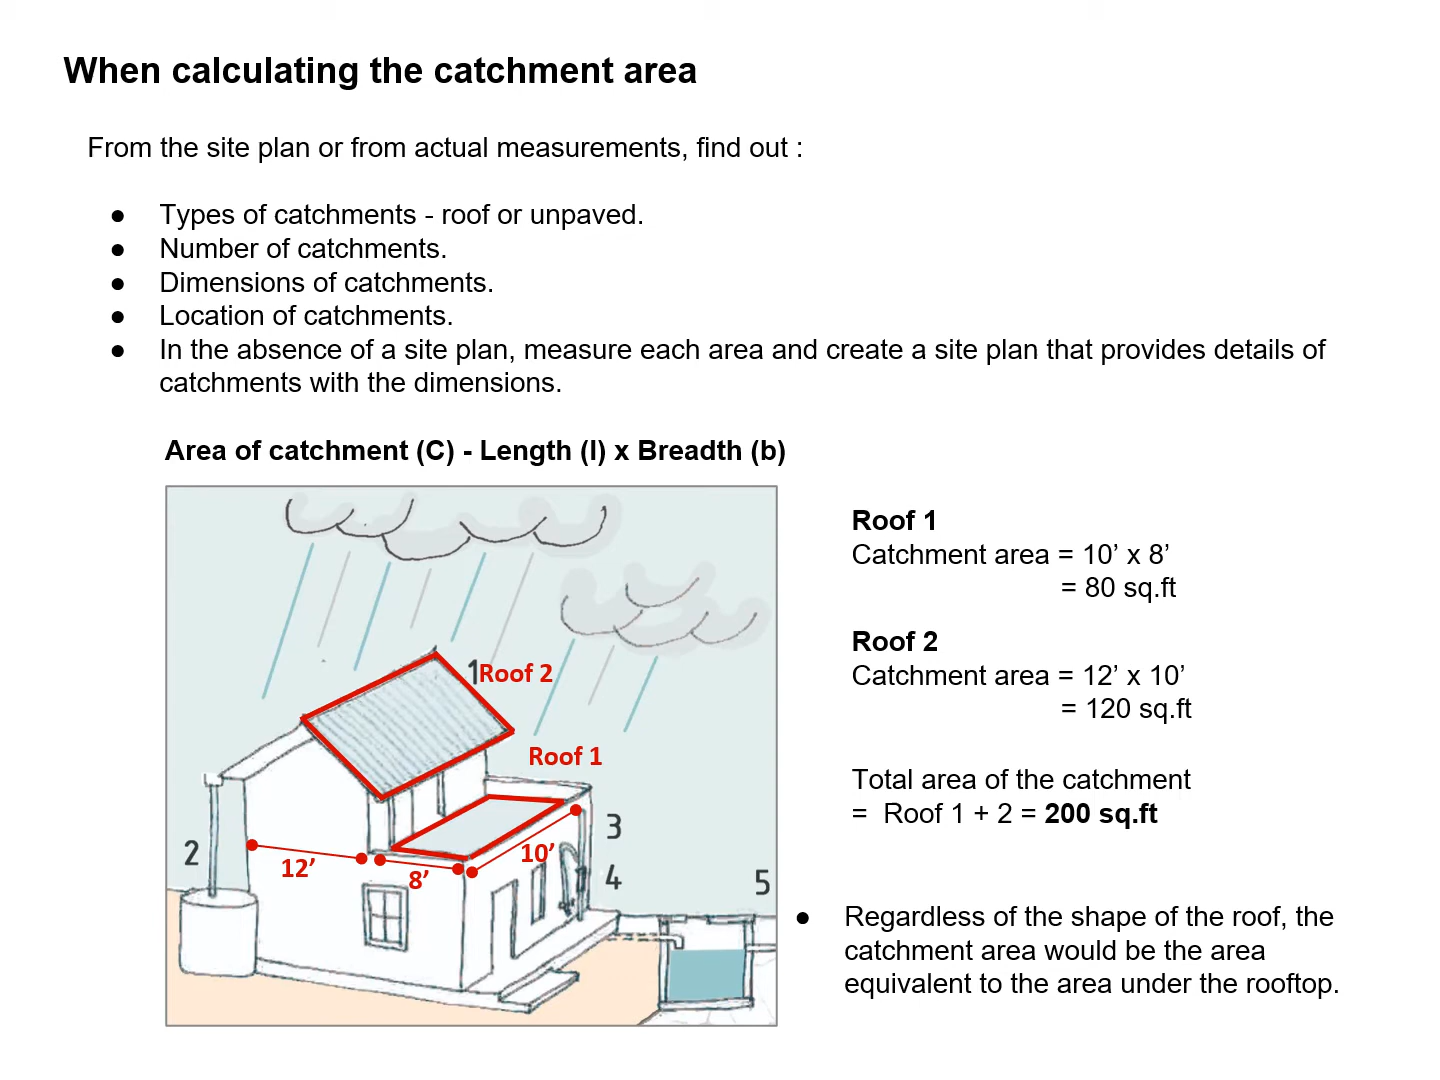 When calculating the catchment area
From the site plan or from actual measurements, find out :
● Types of catchments - roof or unpaved.
● Number of catchments.
● Dimensions of catchments.
● Location of catchments.
● In the absence of a site plan, measure each area and create a site plan that provides details of
catchments with the dimensions.
Area of catchment (C) - Length (l) x Breadth (b)
1
Roof 2
Roof 1
2
3
12’
8’
10’
4
5
Roof 1
Catchment area = 10’ x 8’
= 80 sq.ft
Roof 2
Catchment area = 12’ x 10’
= 120 sq.ft
Total area of the catchment
= Roof 1 + 2 = 200 sq.ft
● Regardless of the shape of the roof, the
catchment area would be the area
equivalent to the area under the rooftop.